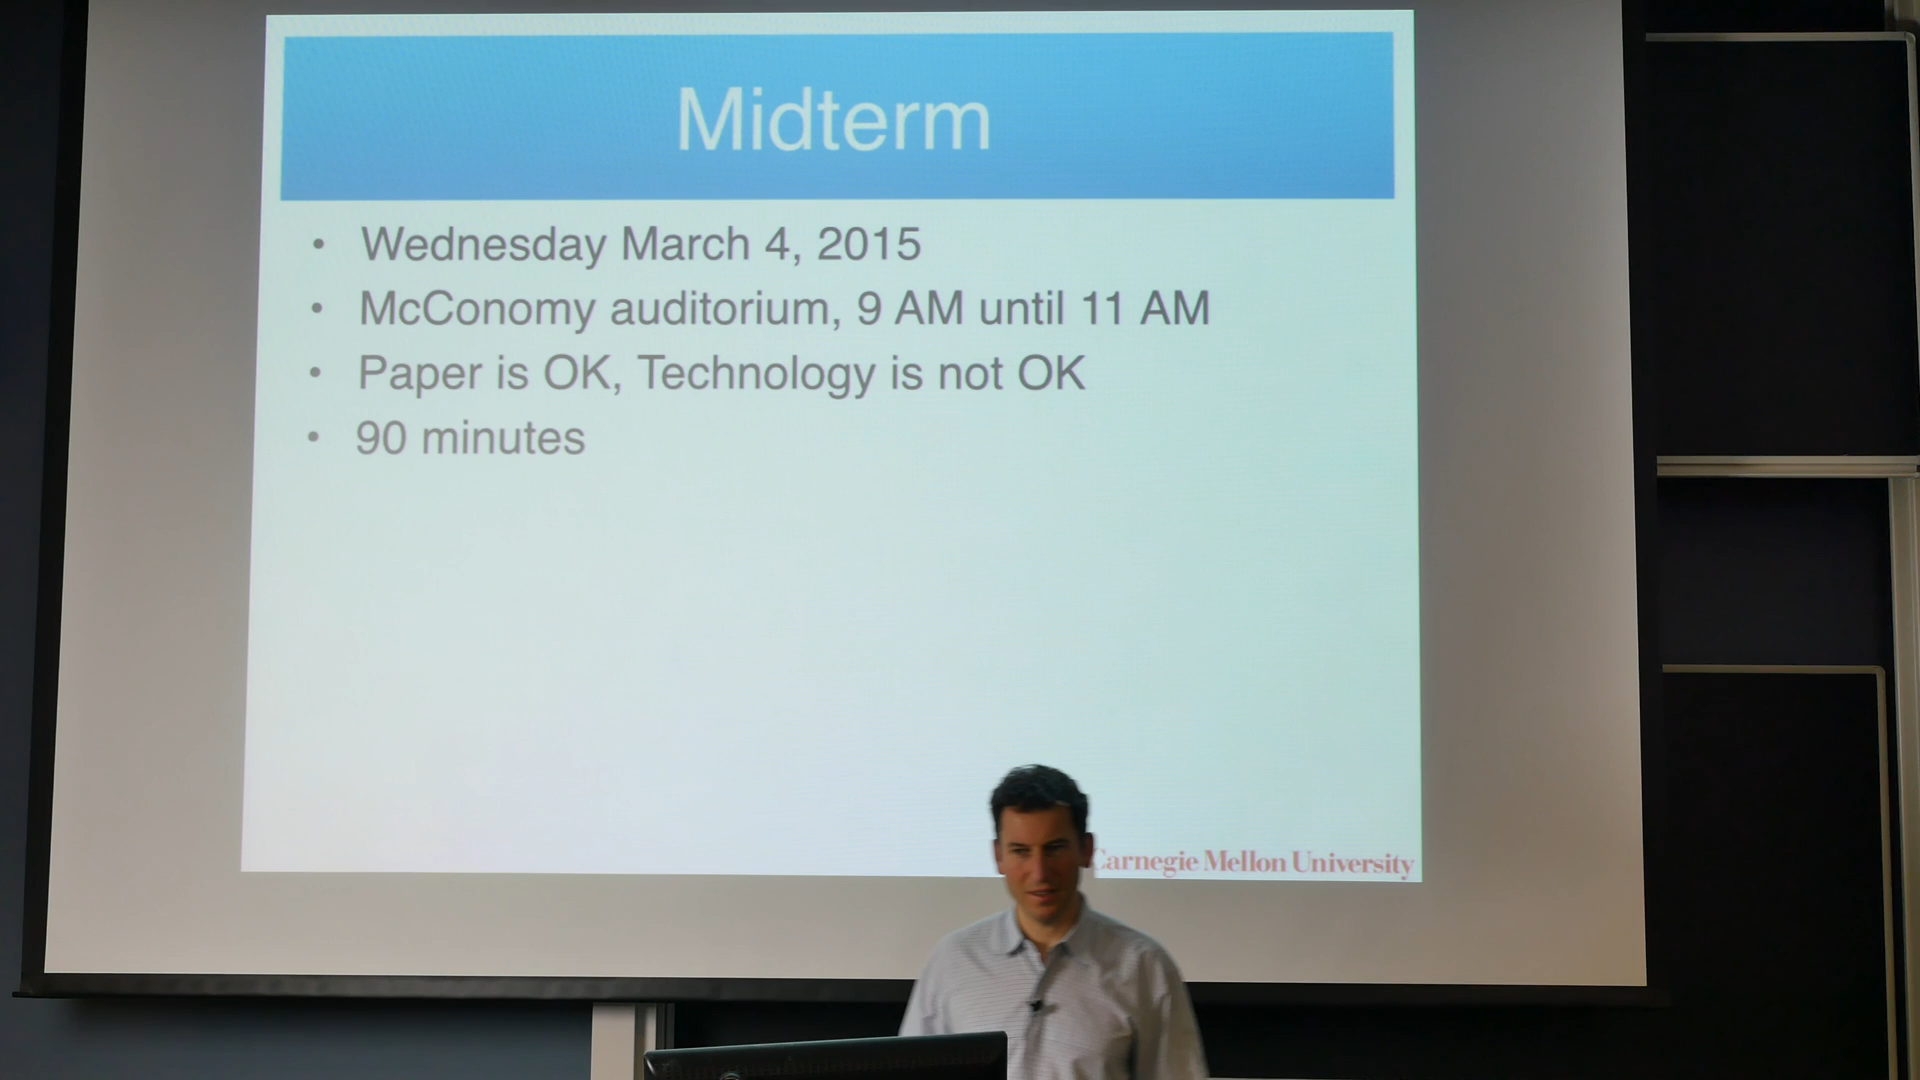 Midterm
• Wednesday March 4, 2015
• McConomy auditorium, 9 AM until 11 AM
• Paper is OK, Technology is not OK
• 90 minutes
Carnegie Mellon University